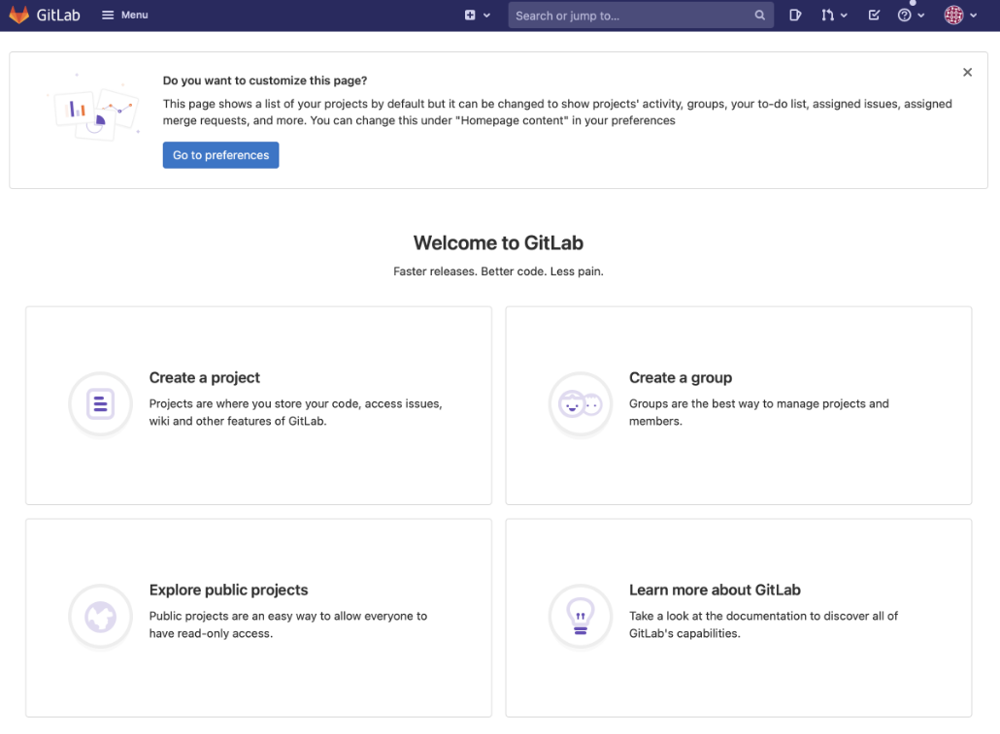 GitLab Menu Search or jump to...
Do you want to customize this page?
This page shows a list of your projects by default but it can be changed to show projects' activity, groups, your to-do list, assigned issues, assigned
merge requests, and more. You can change this under "Homepage content" in your preferences
Go to preferences
Welcome to GitLab
Faster releases. Better code. Less pain.
Create a project
Projects are where you store your code, access issues,
wiki and other features of GitLab.
Create a group
Groups are the best way to manage projects and
members.
Explore public projects
Public projects are an easy way to allow everyone to
have read-only access.
Learn more about GitLab
Take a look at the documentation to discover all of
GitLab's capabilities.